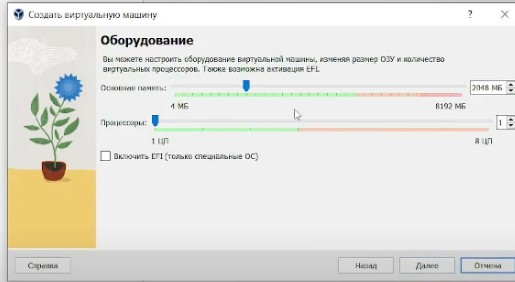 Создать виртуальную машину
Оборудование
Вы можете настроить оборудование виртуальной машины, изменяя размер ОЗУ и количество
виртуальных процессоров. Также возможна активация EFI.
Основная память: 2048 МБ
4 МБ 8192 МБ
Процессоры: 1
1 ЦП 8 ЦП
Включить EFI (только специальные ОС)
Справка Назад Далее Отмена